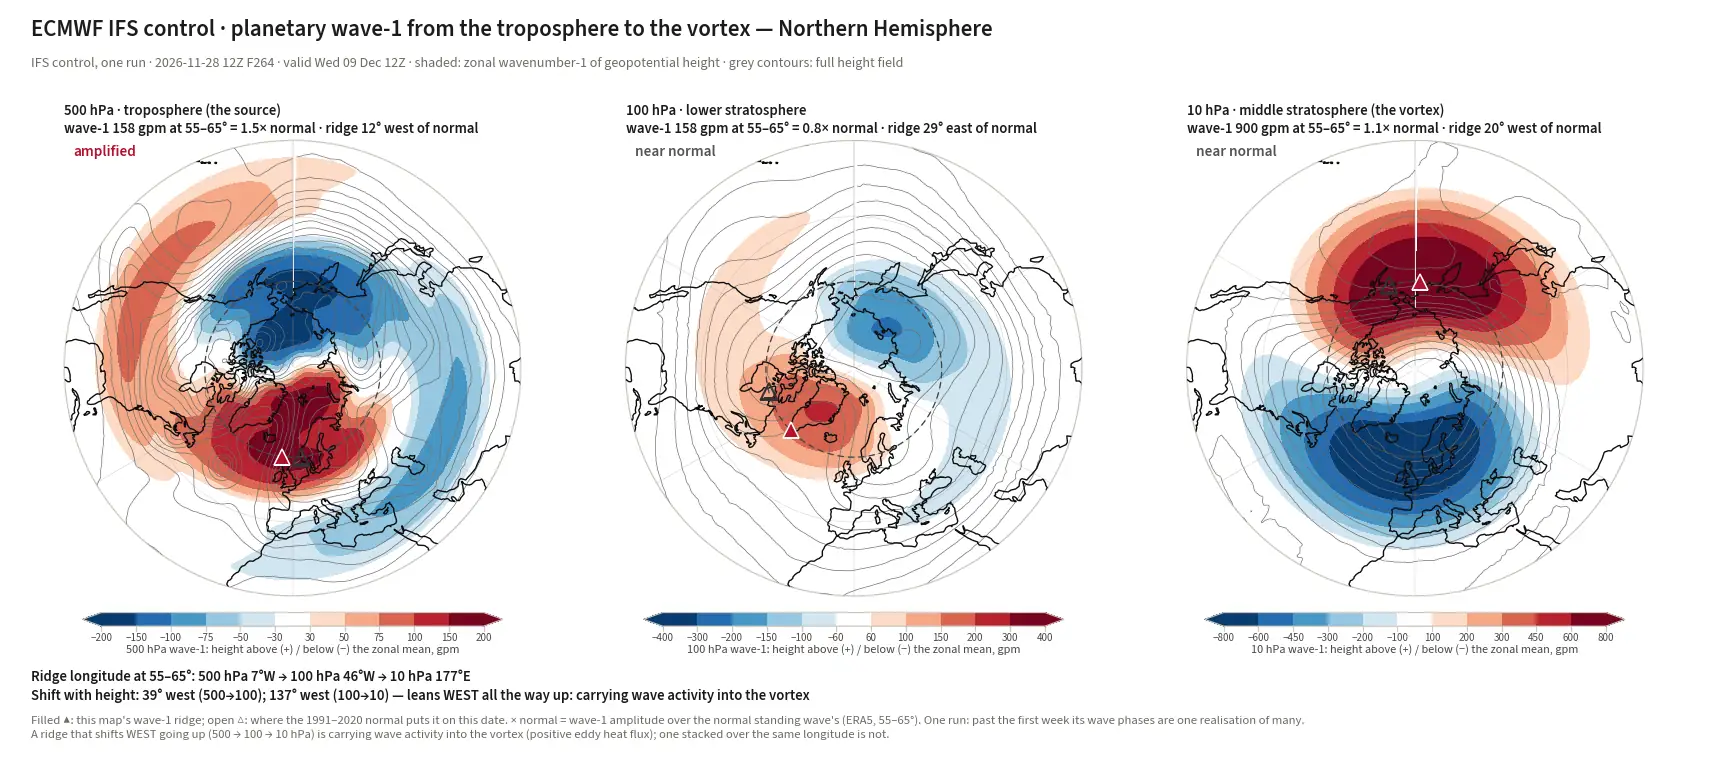 ECMWF IFS control · planetary wave-1 from the troposphere to the vortex — Northern Hemisphere
IFS control, one run · 2026-11-28 12Z F264 · valid Wed 09 Dec 12Z · shaded: zonal wavenumber-1 of geopotential height · grey contours: full height field
500 hPa · troposphere (the source)
wave-1 158 gpm at 55–65° = 1.5× normal · ridge 12° west of normal
amplified
100 hPa · lower stratosphere
wave-1 158 gpm at 55–65° = 0.8× normal · ridge 29° east of normal
near normal
10 hPa · middle stratosphere (the vortex)
wave-1 900 gpm at 55–65° = 1.1× normal · ridge 20° west of normal
near normal
−200 −150 −100 −75 −50 −30 30 50 75 100 150 200
500 hPa wave-1: height above (+) / below (−) the zonal mean, gpm
−400 −300 −200 −150 −100 −60 60 100 150 200 300 400
100 hPa wave-1: height above (+) / below (−) the zonal mean, gpm
−800 −600 −450 −300 −200 −100 100 200 300 450 600 800
10 hPa wave-1: height above (+) / below (−) the zonal mean, gpm
Ridge longitude at 55–65°: 500 hPa 7°W → 100 hPa 46°W → 10 hPa 177°E
Shift with height: 39° west (500→100); 137° west (100→10) — leans WEST all the way up: carrying wave activity into the vortex
Filled ▲: this map's wave-1 ridge; open △: where the 1991–2020 normal puts it on this date. × normal = wave-1 amplitude over the normal standing wave's (ERA5, 55–65°). One run: past the first week its wave phases are one realisation of many.
A ridge that shifts WEST going up (500 → 100 → 10 hPa) is carrying wave activity into the vortex (positive eddy heat flux); one stacked over the same longitude is not.